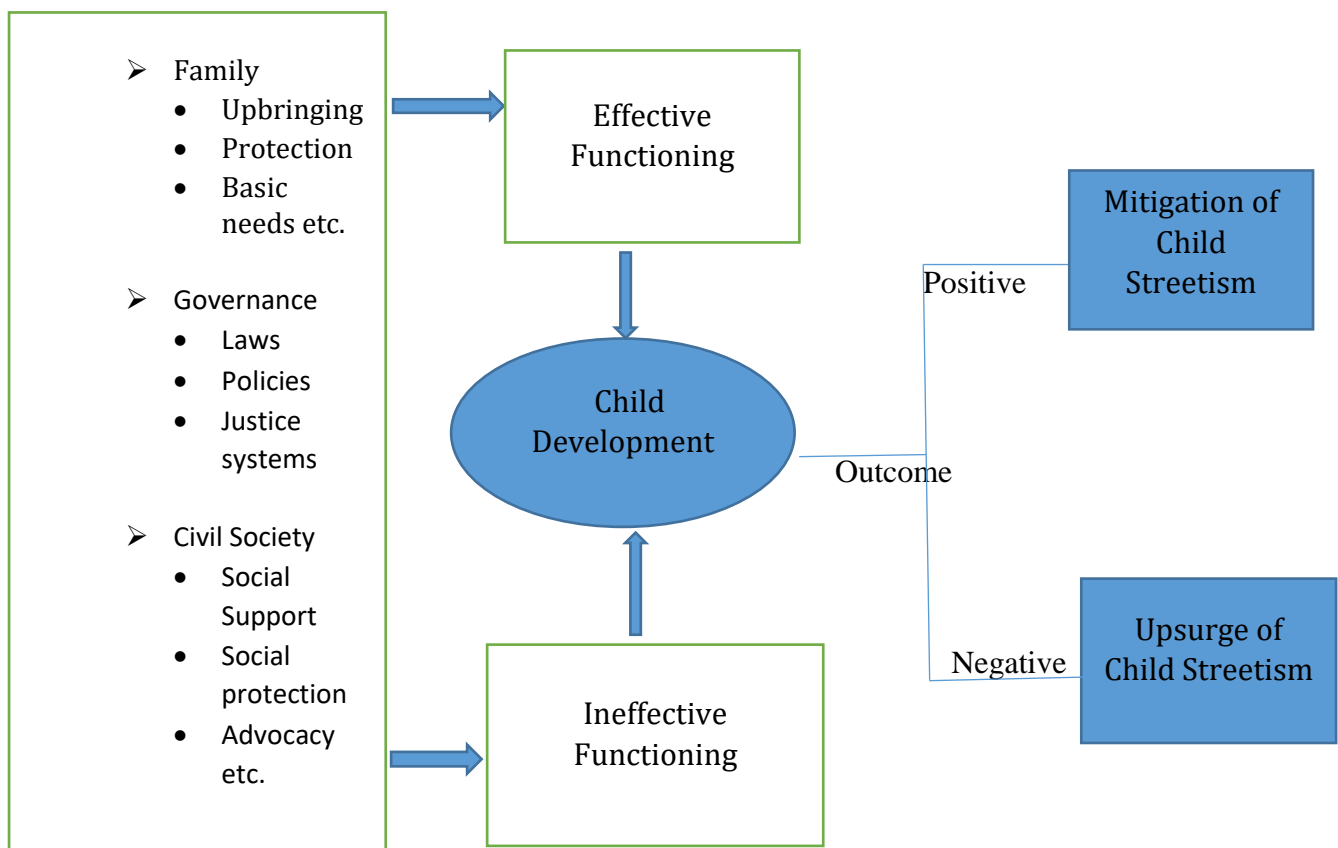 ➢ Family
• Upbringing
• Protection
• Basic
needs etc.
➢ Governance
• Laws
• Policies
• Justice
systems
➢ Civil Society
• Social
Support
• Social
protection
• Advocacy
etc.
Effective
Functioning
Child
Development
Ineffective
Functioning
Outcome
Positive
Mitigation of
Child
Streetism
Negative
Upsurge of
Child Streetism